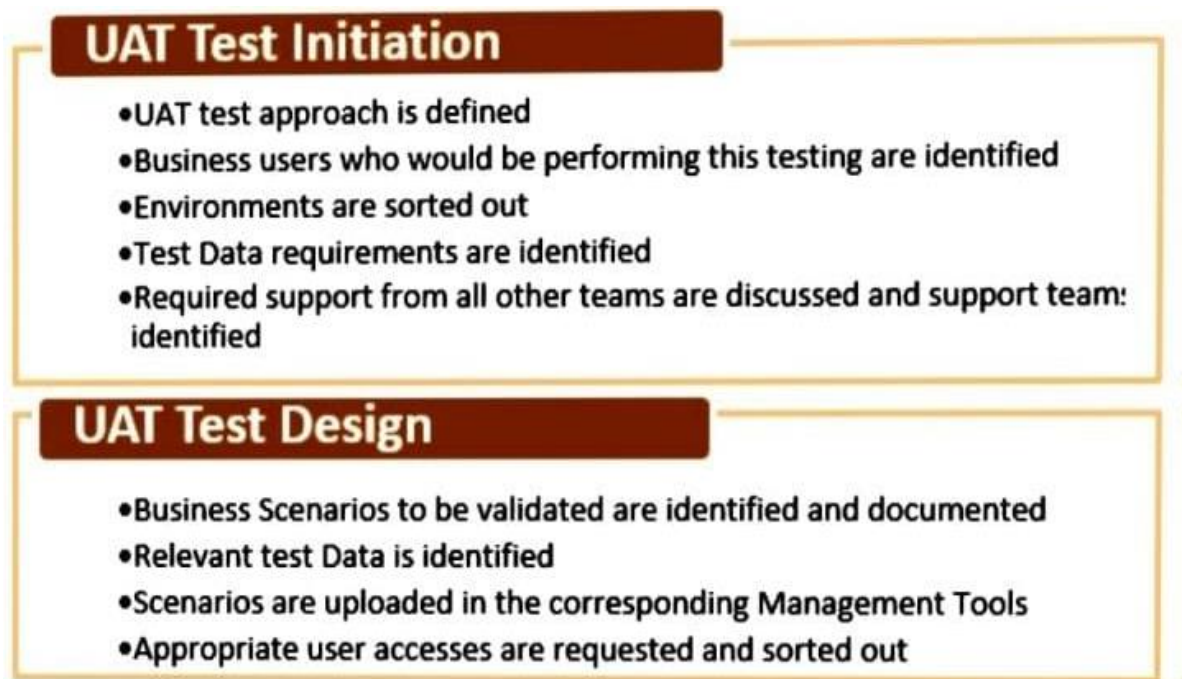 UAT Test Initiation
•UAT test approach is defined
•Business users who would be performing this testing are identified
•Environments are sorted out
•Test Data requirements are identified
•Required support from all other teams are discussed and support teams
identified
UAT Test Design
•Business Scenarios to be validated are identified and documented
•Relevant test Data is identified
•Scenarios are uploaded in the corresponding Management Tools
•Appropriate user accesses are requested and sorted out